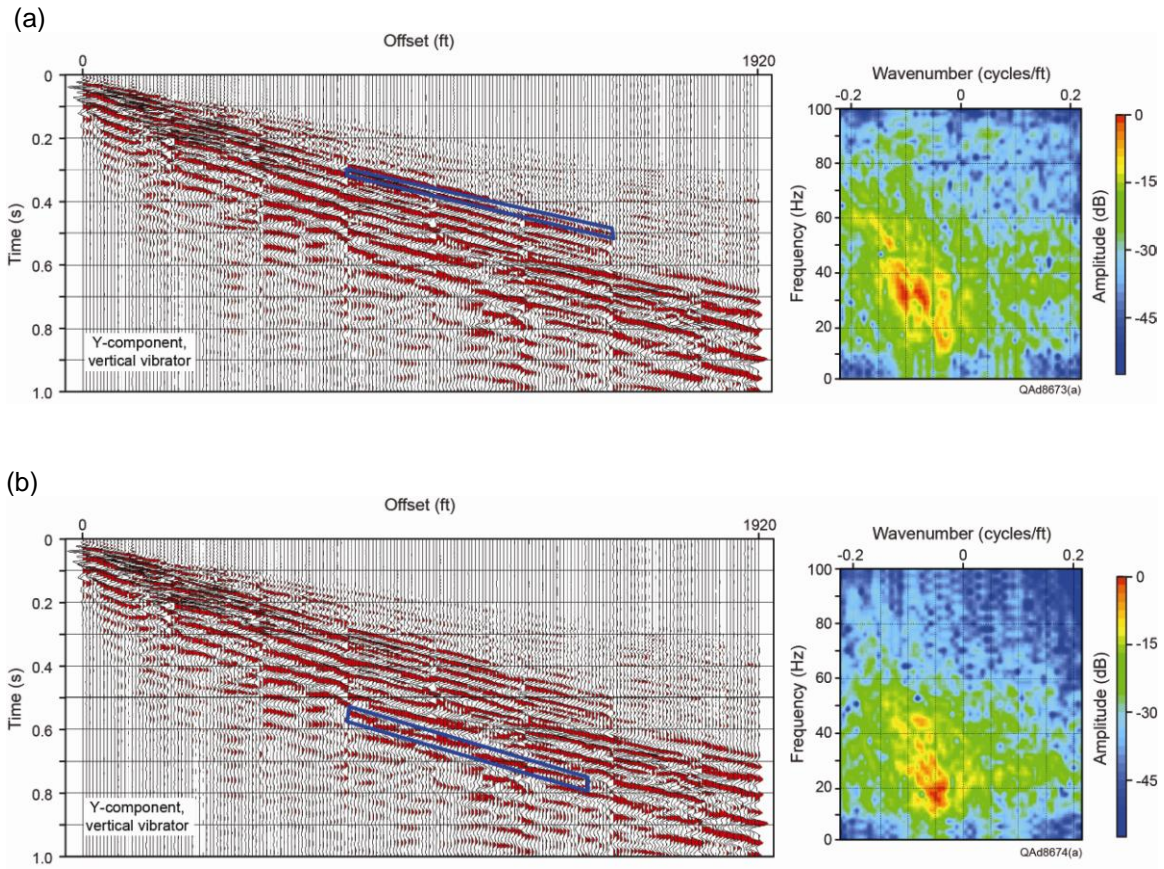 (a)
Offset (ft)
0 1920
0
0.2
0.4
0.6
0.8
1.0
Time (s)
Y-component,
vertical vibrator
Wavenumber (cycles/ft)
-0.2 0 0.2
100
80
60
40
20
0
Frequency (Hz)
QAd8673(a)
0
-15
-30
-45
Amplitude (dB)
(b)
Offset (ft)
0 1920
0
0.2
0.4
0.6
0.8
1.0
Time (s)
Y-component,
vertical vibrator
Wavenumber (cycles/ft)
-0.2 0 0.2
100
80
60
40
20
0
Frequency (Hz)
QAd8674(a)
0
-15
-30
-45
Amplitude (dB)